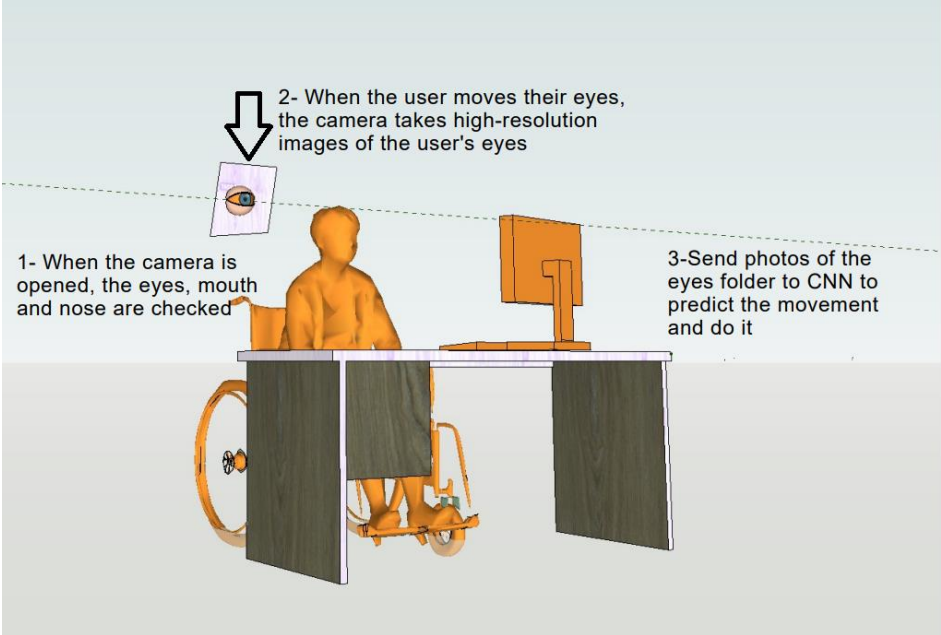 2- When the user moves their eyes,
the camera takes high-resolution
images of the user's eyes
1- When the camera is
opened, the eyes, mouth
and nose are checked
3-Send photos of the
eyes folder to CNN to
predict the movement
and do it